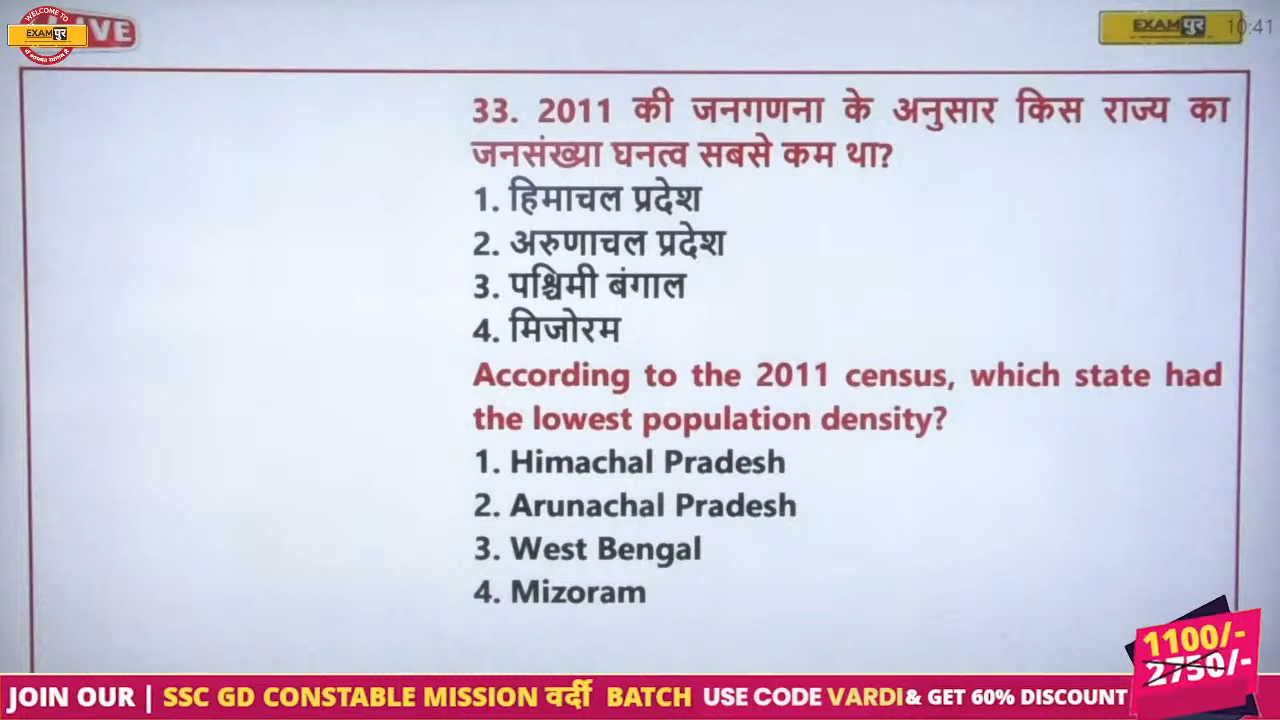 WELCOME TO
EXAMपुर
LIVE
EXAMपुर
10:41
33. 2011 की जनगणना के अनुसार किस राज्य का
जनसंख्या घनत्व सबसे कम था?
1. हिमाचल प्रदेश
2. अरुणाचल प्रदेश
3. पश्चिमी बंगाल
4. मिजोरम
According to the 2011 census, which state had
the lowest population density?
1. Himachal Pradesh
2. Arunachal Pradesh
3. West Bengal
4. Mizoram
1100/-
2750/-
JOIN OUR | SSC GD CONSTABLE MISSION वर्दी BATCH USE CODE VARDI & GET 60% DISCOUNT